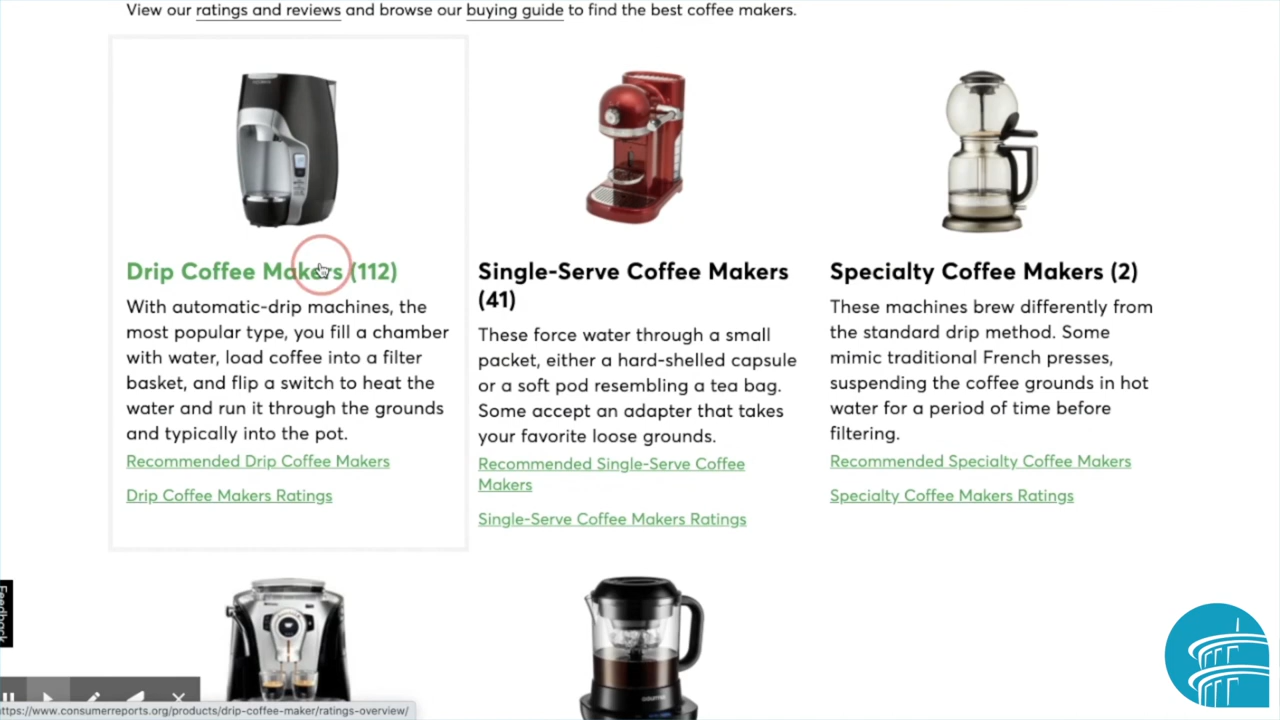 View our ratings and reviews and browse our buying guide to find the best coffee makers.
Drip Coffee Makers (112)
With automatic-drip machines, the
most popular type, you fill a chamber
with water, load coffee into a filter
basket, and flip a switch to heat the
water and run it through the grounds
and typically into the pot.
Recommended Drip Coffee Makers
Drip Coffee Makers Ratings
Single-Serve Coffee Makers
(41)
These force water through a small
packet, either a hard-shelled capsule
or a soft pod resembling a tea bag.
Some accept an adapter that takes
your favorite loose grounds.
Recommended Single-Serve Coffee
Makers
Single-Serve Coffee Makers Ratings
Specialty Coffee Makers (2)
These machines brew differently from
the standard drip method. Some
mimic traditional French presses,
suspending the coffee grounds in hot
water for a period of time before
filtering.
Recommended Specialty Coffee Makers
Specialty Coffee Makers Ratings
Feedback
https://www.consumerreports.org/products/drip-coffee-maker/ratings-overview/